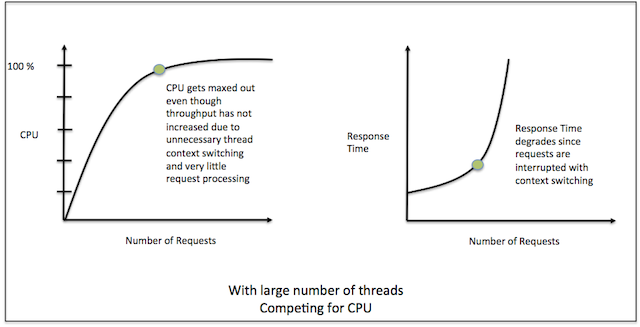 100 %
CPU
CPU gets maxed out
even though
throughput has not
increased due to
unnecessary thread
context switching
and very little
request processing
Number of Requests
Response
Time
Response Time
degrades since
requests are
interrupted with
context switching
Number of Requests
With large number of threads
Competing for CPU